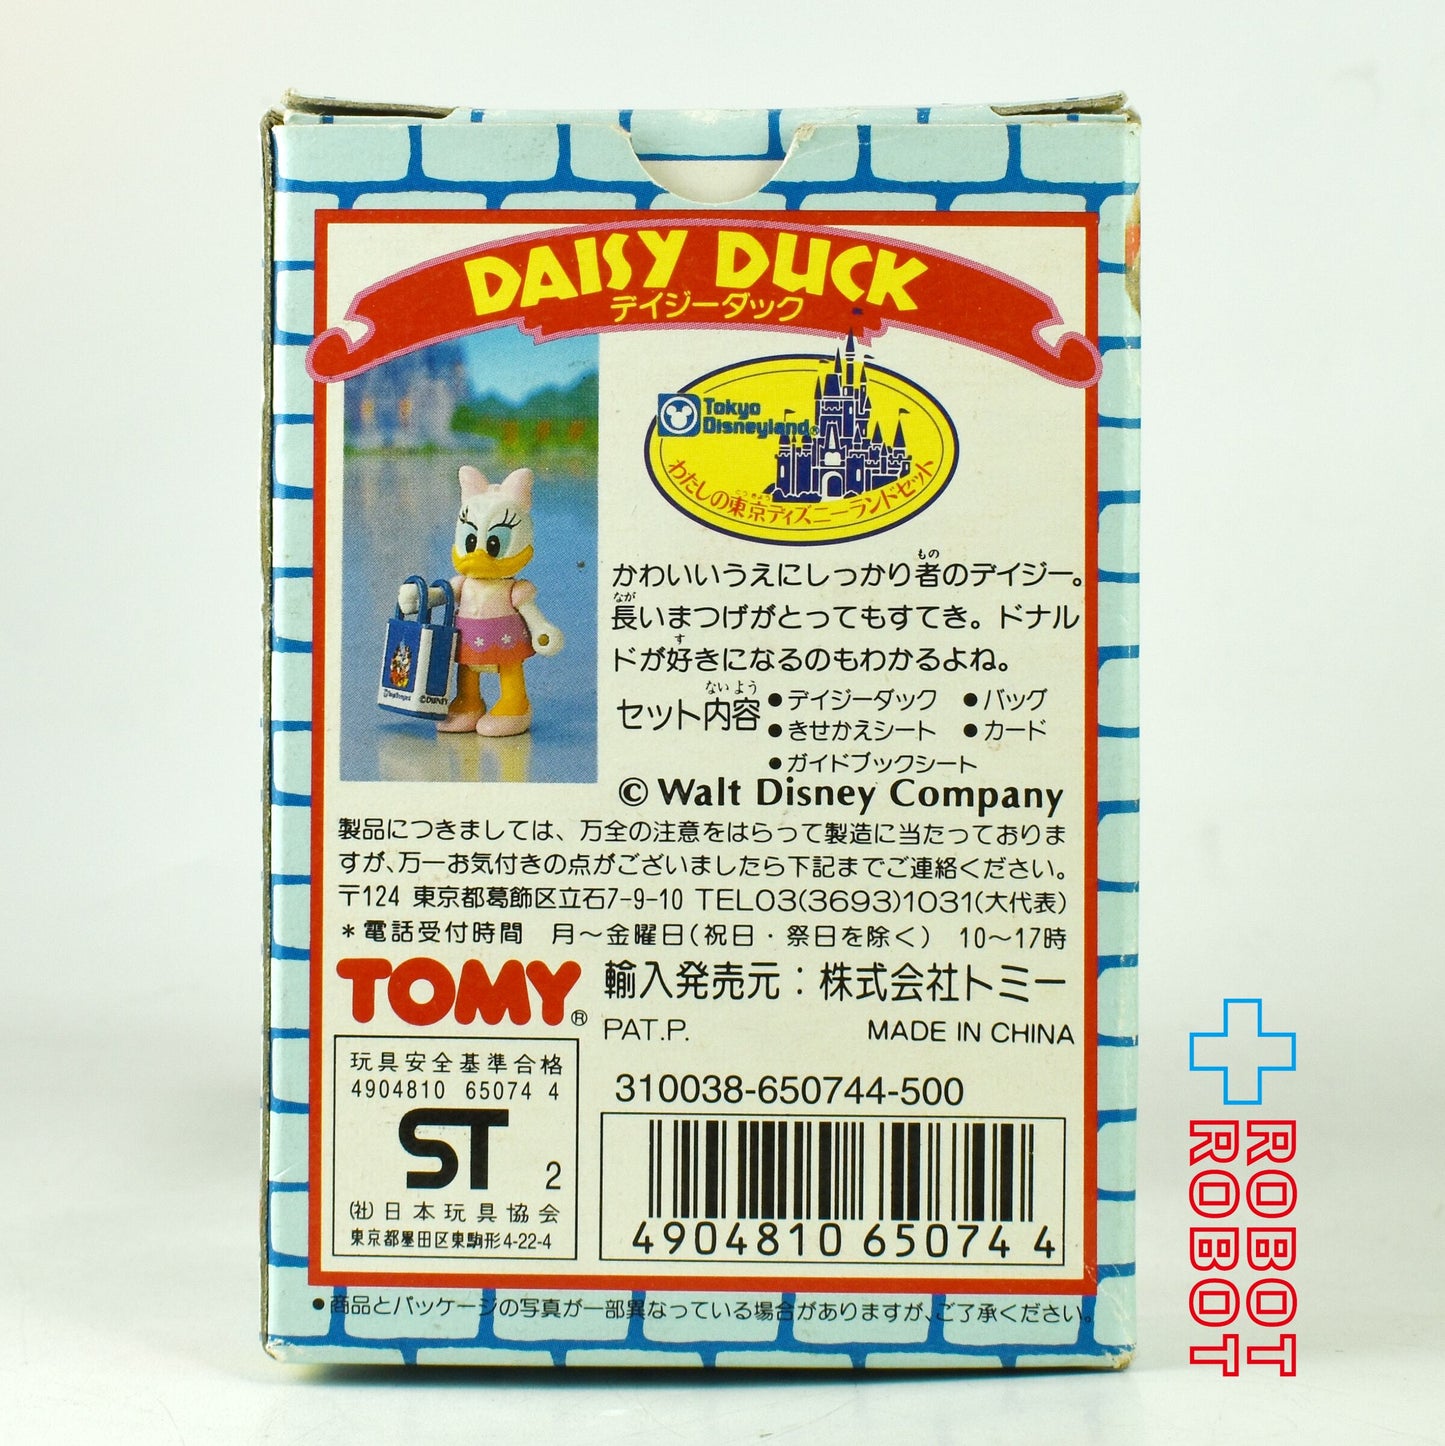 DAISY DUCK
デイジーダック
Tokyo
Disneyland®
わたしの東京ディズニーランドセット
かわいいうえにしっかり者のデイジー。
長いまつげがとってもすてき。ドナル
ドが好きになるのもわかるよね。
セット内容
●デイジーダック ●バッグ
●きせかえシート ●カード
●ガイドブックシート
© Walt Disney Company
製品につきましては、万全の注意をはらって製造に当たっておりま
すが、万一お気付きの点がございましたら下記までご連絡ください。
〒124 東京都葛飾区立石7-9-10 TEL03(3693)1031(大代表)
*電話受付時間 月〜金曜日(祝日・祭日を除く) 10〜17時
TOMY®
輸入発売元：株式会社トミー
PAT.P. MADE IN CHINA
玩具安全基準合格
4904810 65074 4
ST 2
(社)日本玩具協会
東京都墨田区東駒形4-22-4
310038-650744-500
4904810650744
●商品とパッケージの写真が一部異なっている場合がありますが、ご了承ください。
ROBOT
ROBOT